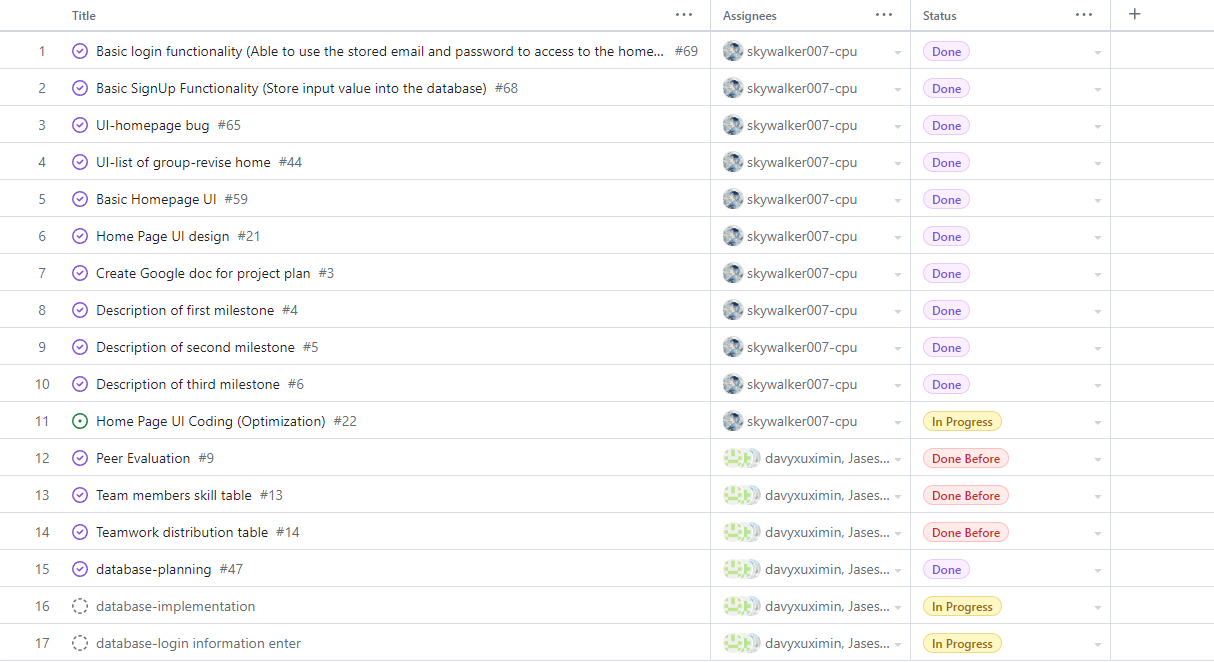 Title ... Assignees ... Status ... +
1 Basic login functionality (Able to use the stored email and password to access to the home... #69 skywalker007-cpu Done
2 Basic SignUp Functionality (Store input value into the database) #68 skywalker007-cpu Done
3 UI-homepage bug #65 skywalker007-cpu Done
4 UI-list of group-revise home #44 skywalker007-cpu Done
5 Basic Homepage UI #59 skywalker007-cpu Done
6 Home Page UI design #21 skywalker007-cpu Done
7 Create Google doc for project plan #3 skywalker007-cpu Done
8 Description of first milestone #4 skywalker007-cpu Done
9 Description of second milestone #5 skywalker007-cpu Done
10 Description of third milestone #6 skywalker007-cpu Done
11 Home Page UI Coding (Optimization) #22 skywalker007-cpu In Progress
12 Peer Evaluation #9 davyxuximin, Jases... Done Before
13 Team members skill table #13 davyxuximin, Jases... Done Before
14 Teamwork distribution table #14 davyxuximin, Jases... Done Before
15 database-planning #47 davyxuximin, Jases... Done
16 database-implementation davyxuximin, Jases... In Progress
17 database-login information enter davyxuximin, Jases... In Progress